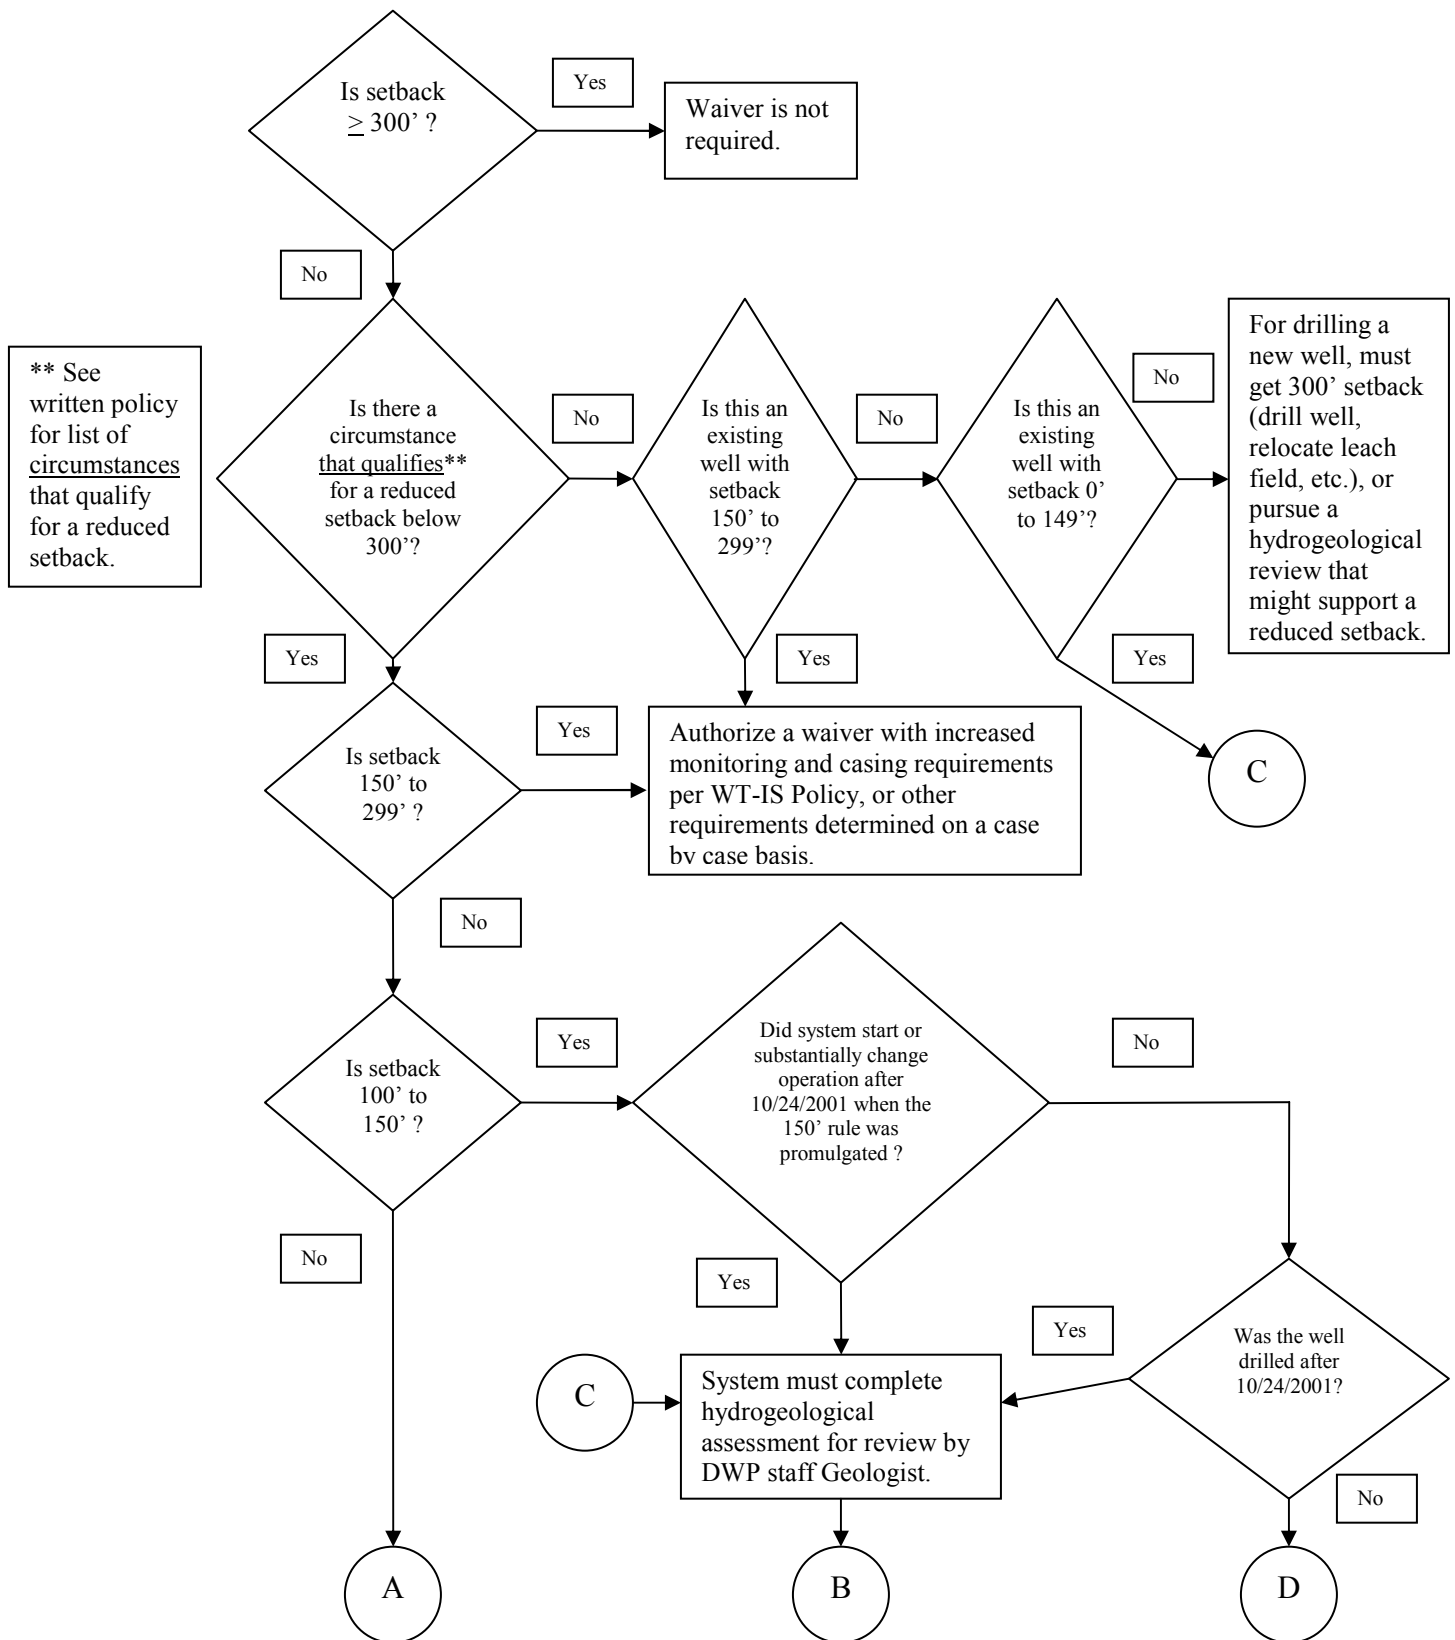 Is setback
≥ 300’ ?
Yes
Waiver is not
required.
No
** See
written policy
for list of
circumstances
that qualify
for a reduced
setback.
Is there a
circumstance
that qualifies**
for a reduced
setback below
300’?
No
Is this an
existing
well with
setback
150’ to
299’?
No
Is this an
existing
well with
setback 0’
to 149’?
No
For drilling a
new well, must
get 300’ setback
(drill well,
relocate leach
field, etc.), or
pursue a
hydrogeological
review that
might support a
reduced setback.
Yes
Yes
Yes
Is setback
150’ to
299’ ?
Yes
Authorize a waiver with increased
monitoring and casing requirements
per WT-IS Policy, or other
requirements determined on a case
by case basis.
C
No
Is setback
100’ to
150’ ?
Yes
Did system start or
substantially change
operation after
10/24/2001 when the
150’ rule was
promulgated ?
No
No
Yes
Yes
Was the well
drilled after
10/24/2001?
C
System must complete
hydrogeological
assessment for review by
DWP staff Geologist.
No
A
B
D